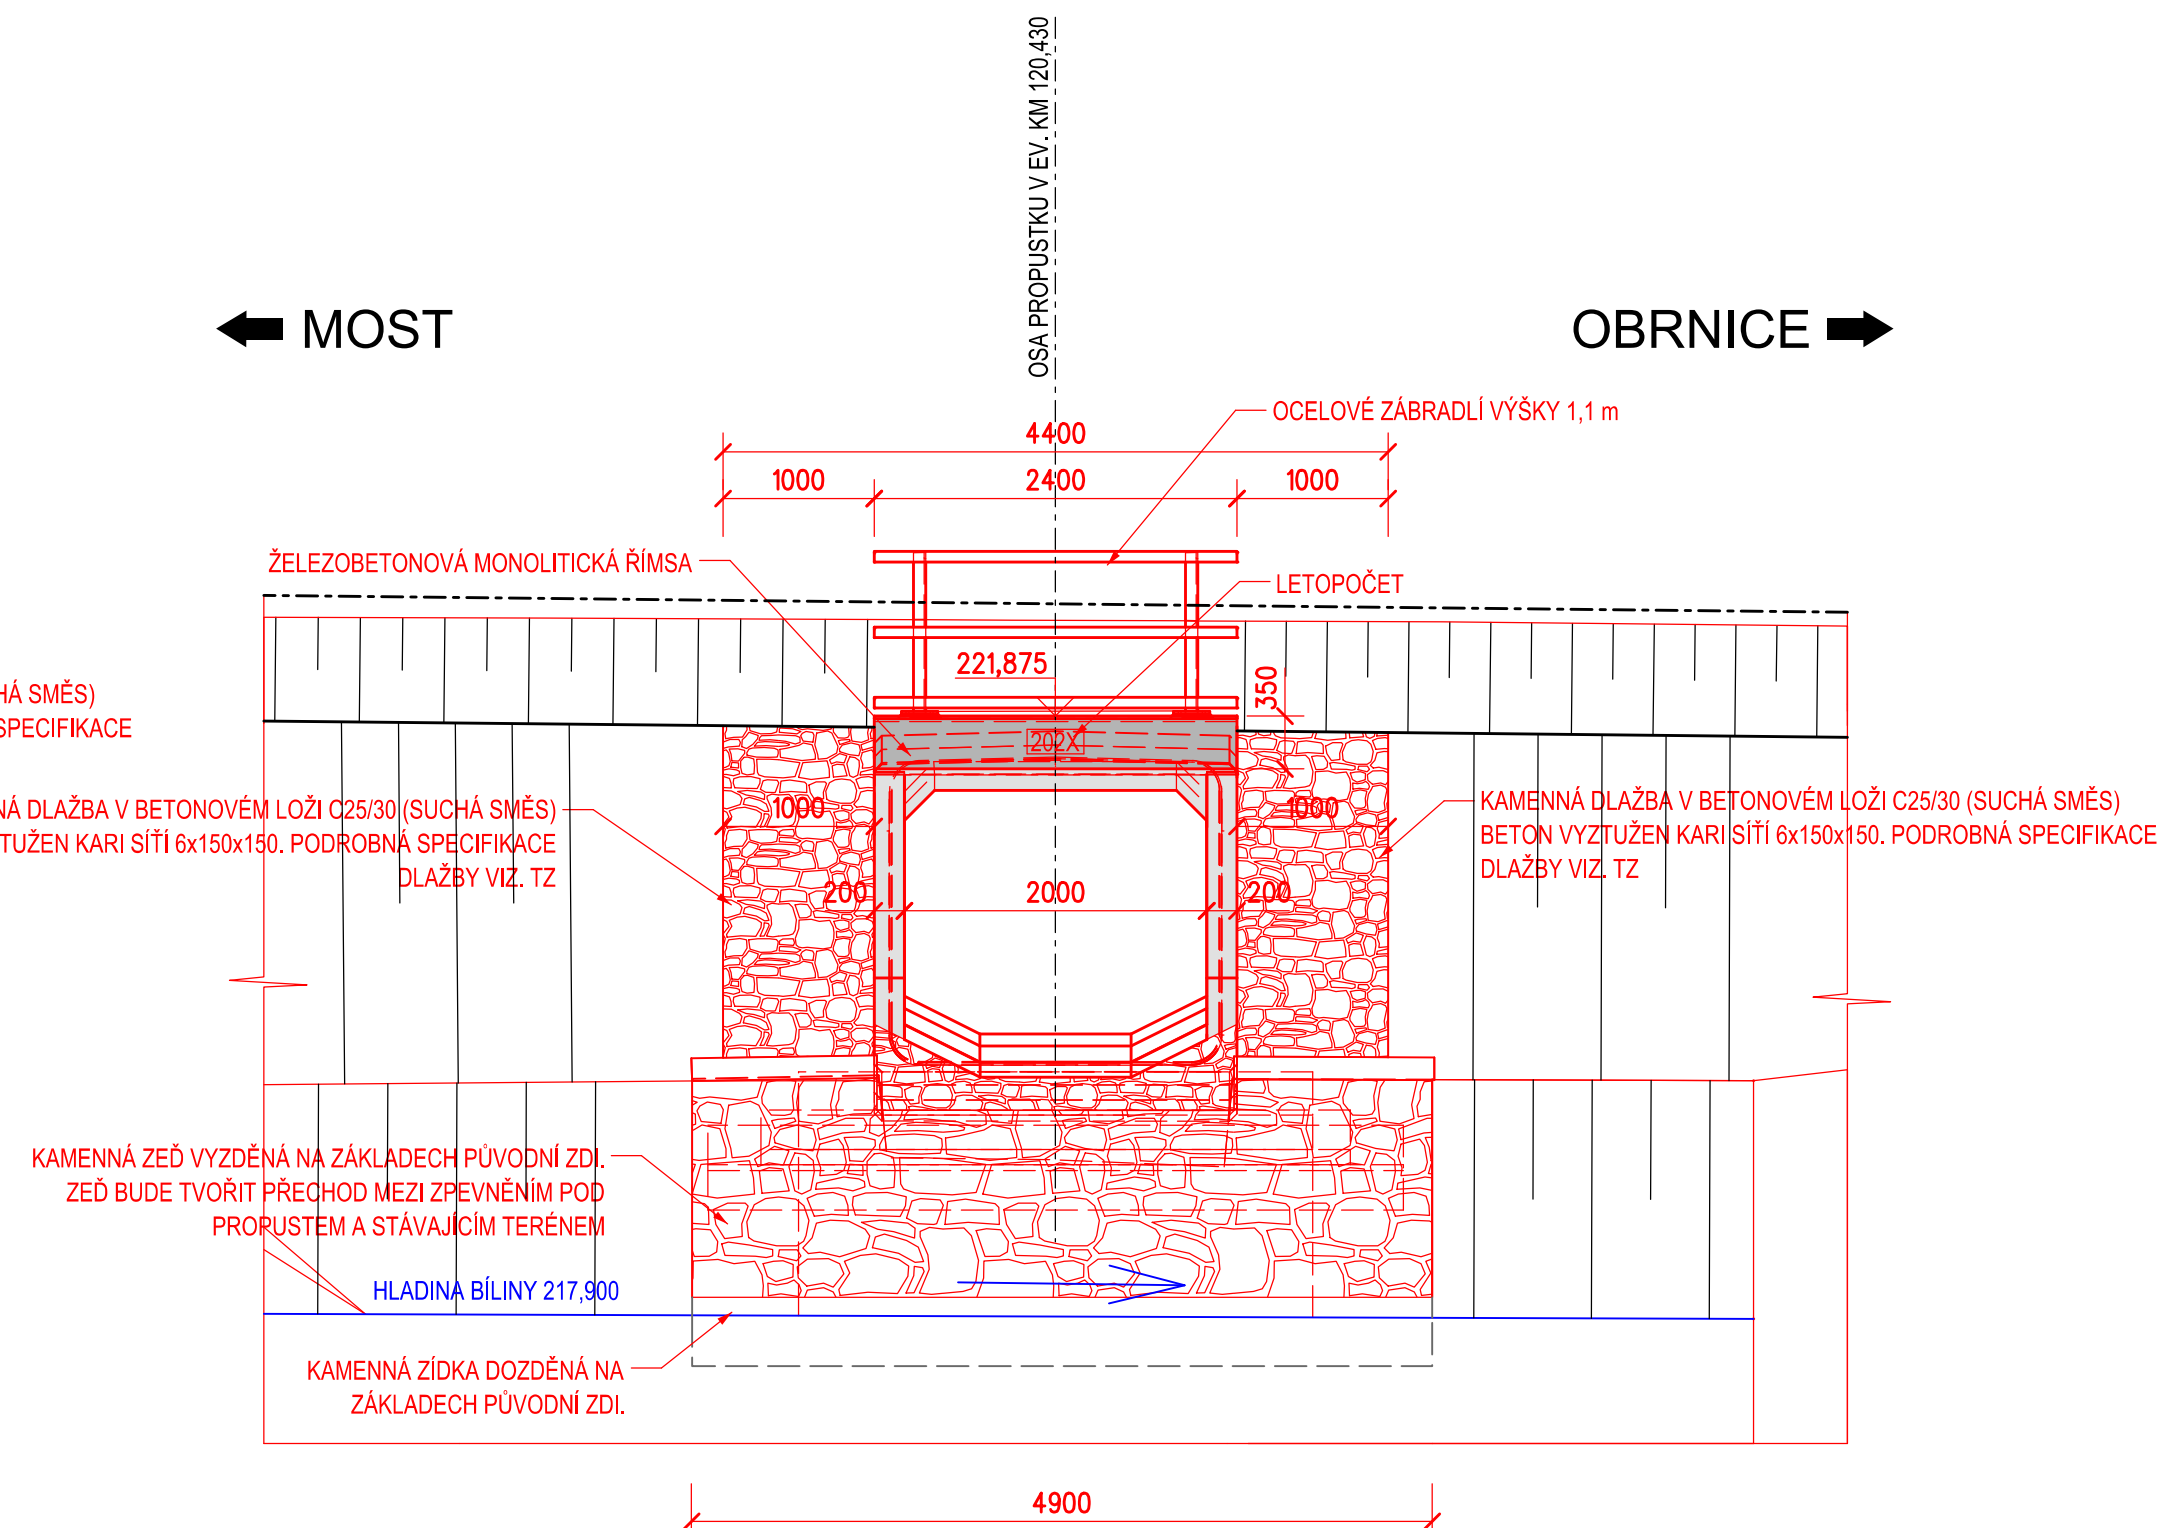 OSA PROPUSTKU V EV. KM 120,430
MOST
OBRNICE
OCELOVÉ ZÁBRADLÍ VÝŠKY 1,1 m
4400
1000
2400
1000
ŽELEZOBETONOVÁ MONOLITICKÁ ŘÍMSA
LETOPOČET
221,875
350
HÁ SMĚS)
SPECIFIKACE
202X
NÁ DLAŽBA V BETONOVÉM LOŽI C25/30 (SUCHÁ SMĚS)
TUŽEN KARI SÍTÍ 6x150x150. PODROBNÁ SPECIFIKACE
DLAŽBY VIZ. TZ
1000
1000
KAMENNÁ DLAŽBA V BETONOVÉM LOŽI C25/30 (SUCHÁ SMĚS)
BETON VYZTUŽEN KARI SÍTÍ 6x150x150. PODROBNÁ SPECIFIKACE
DLAŽBY VIZ. TZ
200
2000
200
KAMENNÁ ZEĎ VYZDĚNÁ NA ZÁKLADECH PŮVODNÍ ZDI.
ZEĎ BUDE TVOŘIT PŘECHOD MEZI ZPEVNĚNÍM POD
PROPUSTEM A STÁVAJÍCÍM TERÉNEM
HLADINA BÍLINY 217,900
KAMENNÁ ZÍDKA DOZDĚNÁ NA
ZÁKLADECH PŮVODNÍ ZDI.
4900